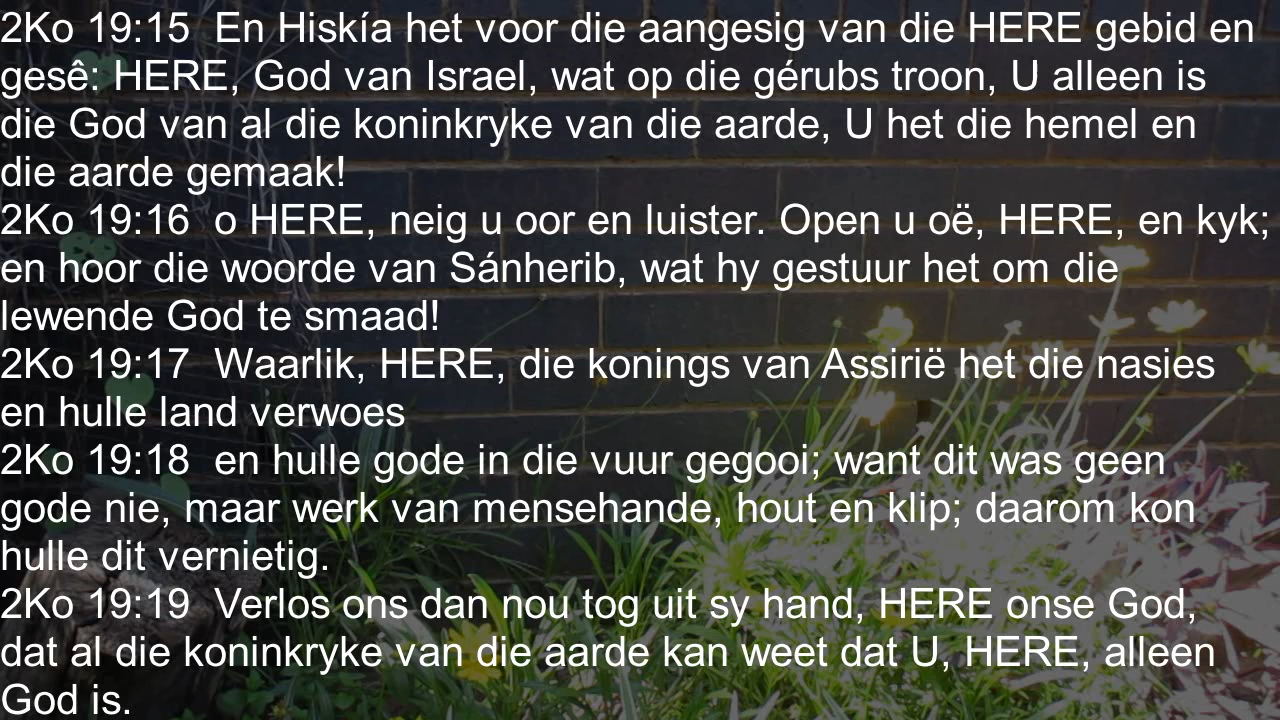 2Ko 19:15  En Hiskía het voor die aangesig van die HERE gebid en
gesê: HERE, God van Israel, wat op die gérubs troon, U alleen is
die God van al die koninkryke van die aarde, U het die hemel en
die aarde gemaak!
2Ko 19:16  o HERE, neig u oor en luister. Open u oë, HERE, en kyk;
en hoor die woorde van Sánherib, wat hy gestuur het om die
lewende God te smaad!
2Ko 19:17  Waarlik, HERE, die konings van Assirië het die nasies
en hulle land verwoes
2Ko 19:18  en hulle gode in die vuur gegooi; want dit was geen
gode nie, maar werk van mensehande, hout en klip; daarom kon
hulle dit vernietig.
2Ko 19:19  Verlos ons dan nou tog uit sy hand, HERE onse God,
dat al die koninkryke van die aarde kan weet dat U, HERE, alleen
God is.